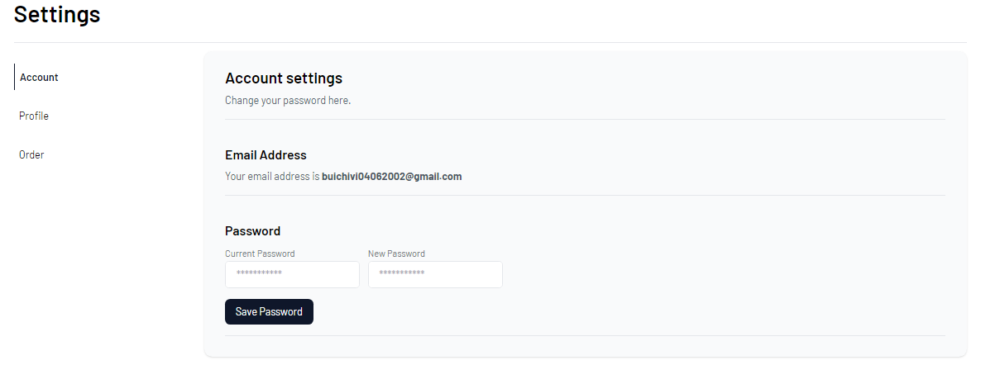 Settings
Account
Profile
Order
Account settings
Change your password here.
Email Address
Your email address is buichivi04062002@gmail.com
Password
Current Password New Password
*********** ***********
Save Password